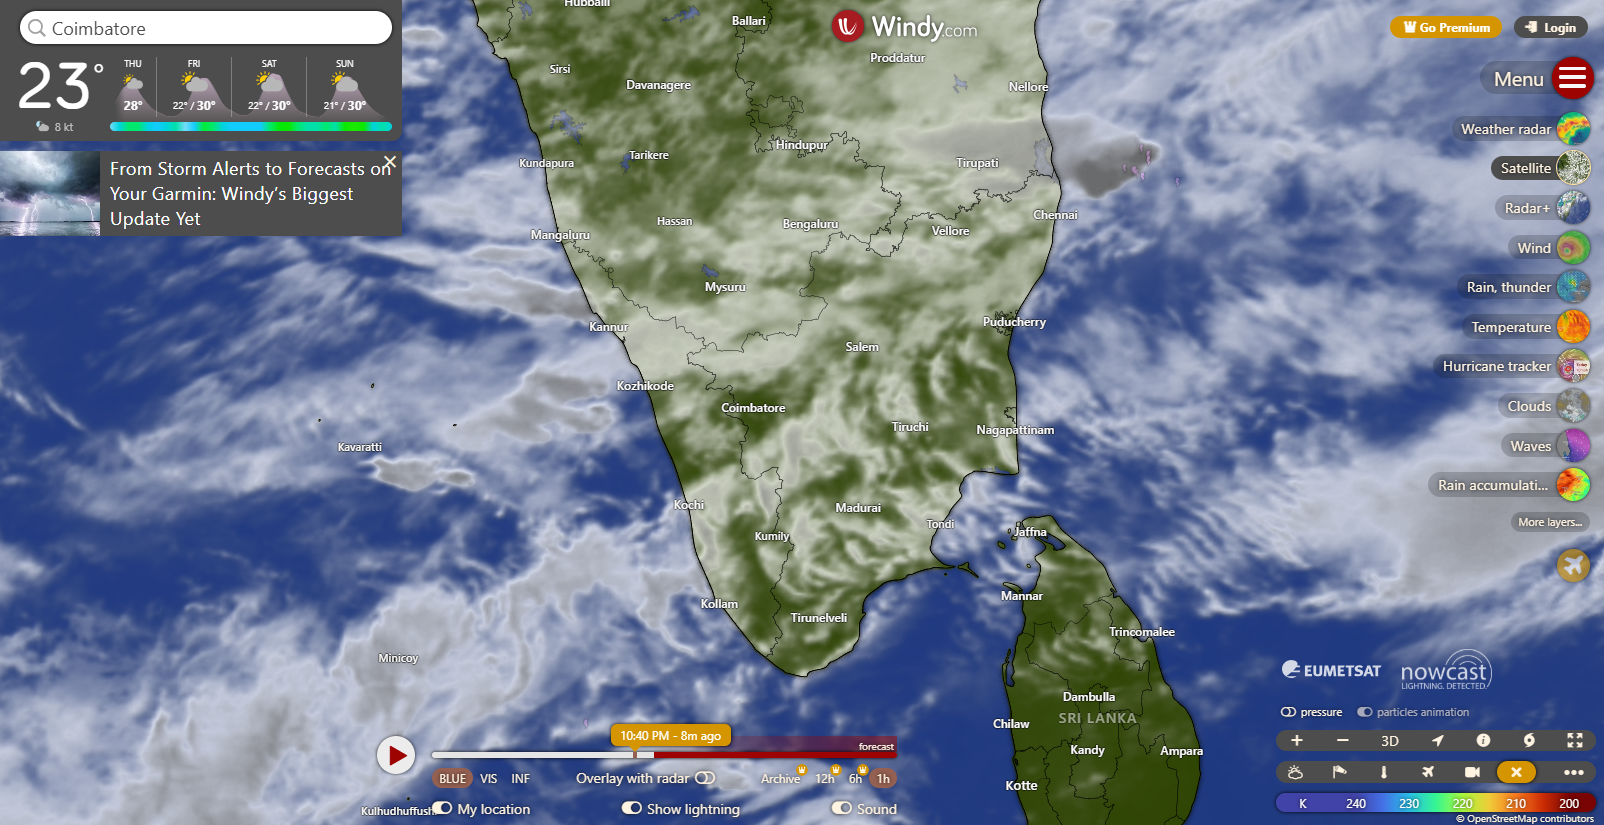 Coimbatore
23°
8 kt
THU
28°
FRI
22° / 30°
SAT
22° / 30°
SUN
21° / 30°
From Storm Alerts to Forecasts on
Your Garmin: Windy's Biggest
Update Yet
Windy.com
Go Premium
Login
Menu
Weather radar
Satellite
Radar+
Wind
Rain, thunder
Temperature
Hurricane tracker
Clouds
Waves
Rain accumulati...
More layers...
Hubballi
Ballari
Proddatur
Sirsi
Davanagere
Nellore
Hindupur
Kundapura
Tarikere
Tirupati
Hassan
Bengaluru
Chennai
Mangaluru
Vellore
Mysuru
Kannur
Puducherry
Salem
Kozhikode
Coimbatore
Tiruchi
Nagapattinam
Kavaratti
Kochi
Madurai
Tondi
Kumily
Jaffna
Mannar
Kollam
Tirunelveli
Trincomalee
Minicoy
Dambulla
SRI LANKA
Chilaw
Kandy
Ampara
Kotte
Kulhudhuffush
10:40 PM - 8m ago
forecast
BLUE
VIS
INF
Overlay with radar
Archive
12h
6h
1h
My location
Show lightning
Sound
EUMETSAT
nowcast
LIGHTNING. DETECTED.
pressure
particles animation
+
−
3D
K 240 230 220 210 200
© OpenStreetMap contributors